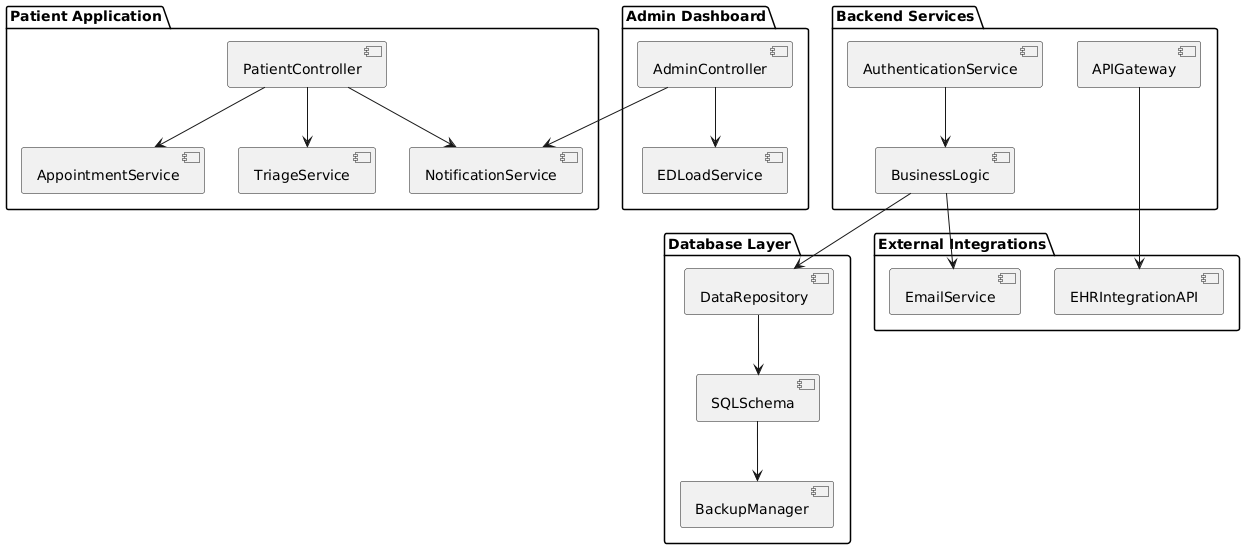 Patient Application
Admin Dashboard
Backend Services
PatientController
AdminController
AuthenticationService
APIGateway
AppointmentService
TriageService
NotificationService
EDLoadService
BusinessLogic
Database Layer
External Integrations
DataRepository
EmailService
EHRIntegrationAPI
SQLSchema
BackupManager